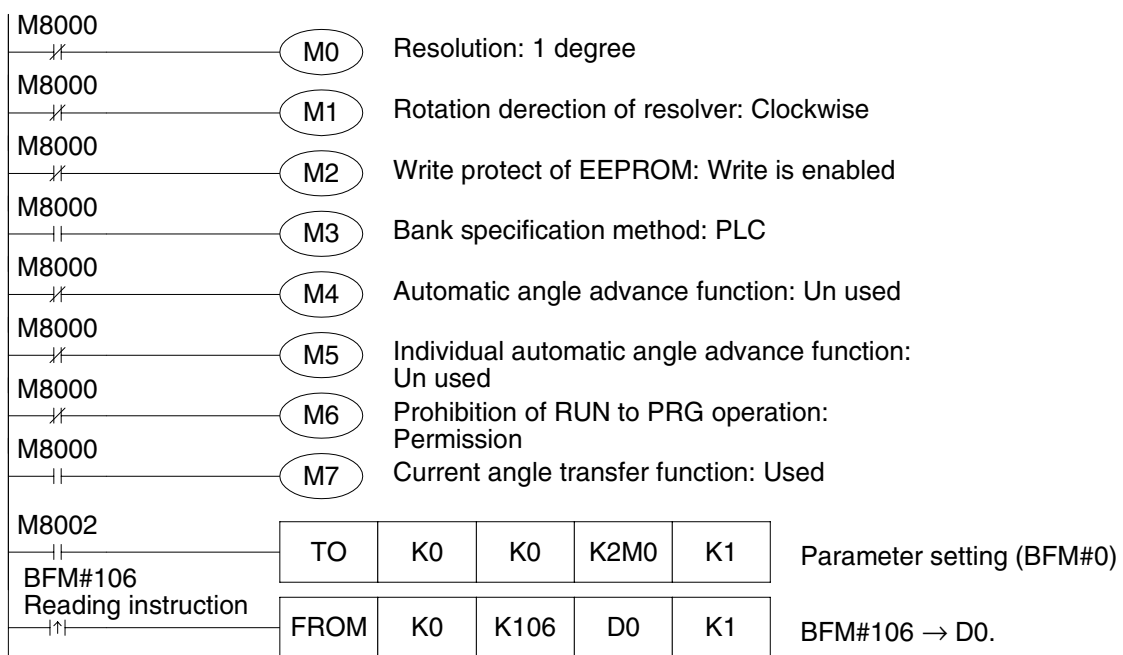 M8000
M0 Resolution: 1 degree
M8000
M1 Rotation derection of resolver: Clockwise
M8000
M2 Write protect of EEPROM: Write is enabled
M8000
M3 Bank specification method: PLC
M8000
M4 Automatic angle advance function: Un used
M8000
M5 Individual automatic angle advance function:
Un used
M8000
M6 Prohibition of RUN to PRG operation:
Permission
M8000
M7 Current angle transfer function: Used
M8002
TO K0 K0 K2M0 K1 Parameter setting (BFM#0)
BFM#106
Reading instruction
FROM K0 K106 D0 K1 BFM#106 → D0.